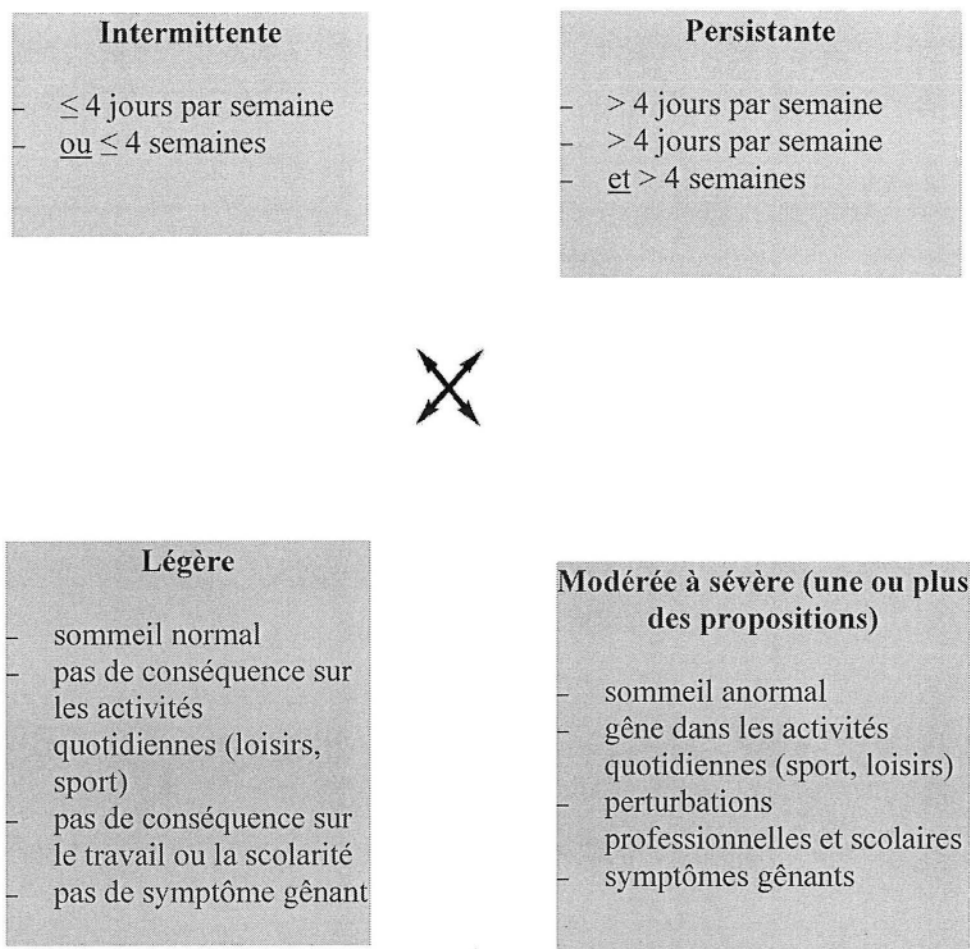 Intermittente
– ≤ 4 jours par semaine
– ou ≤ 4 semaines
Persistante
– > 4 jours par semaine
– > 4 jours par semaine
– et > 4 semaines
Légère
– sommeil normal
– pas de conséquence sur
les activités
quotidiennes (loisirs,
sport)
– pas de conséquence sur
le travail ou la scolarité
– pas de symptôme gênant
Modérée à sévère (une ou plus
des propositions)
– sommeil anormal
– gêne dans les activités
quotidiennes (sport, loisirs)
– perturbations
professionnelles et scolaires
– symptômes gênants